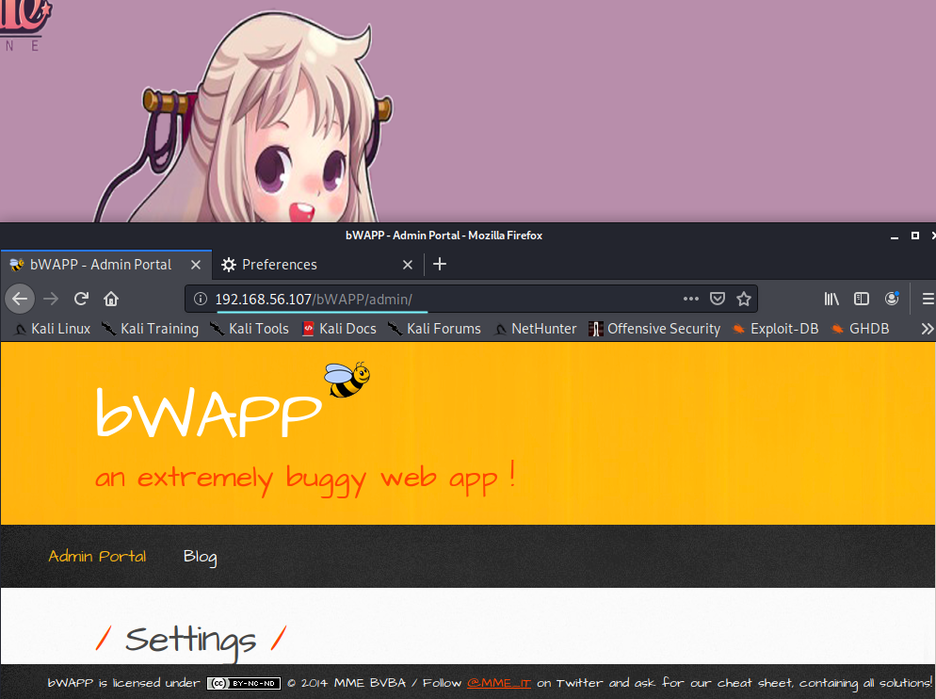 N E
bWAPP - Admin Portal - Mozilla Firefox
bWAPP - Admin Portal
Preferences
192.168.56.107/bWAPP/admin/
Kali Linux Kali Training Kali Tools Kali Docs Kali Forums NetHunter Offensive Security Exploit-DB GHDB
bWAPP
an extremely buggy web app !
Admin Portal Blog
/ Settings /
bWAPP is licensed under (cc) BY-NC-ND © 2014 MME BVBA / Follow @MME_IT on Twitter and ask for our cheat sheet, containing all solutions!